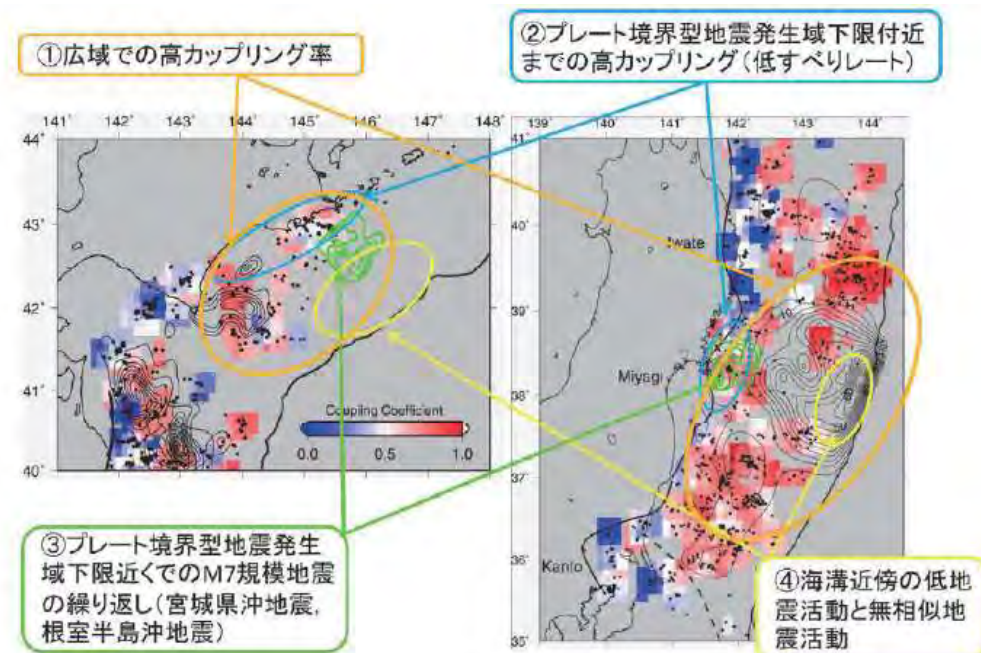 ①広域での高カップリング率
②プレート境界型地震発生域下限付近
までの高カップリング(低すべりレート)
141° 142° 143° 144° 145° 146° 147° 148°
44°
43°
42°
41°
40°
Coupling Coefficient
0.0 0.5 1.0
139° 140° 141° 142° 143° 144°
41°
40°
39°
38°
37°
36°
35°
Iwate
Miyagi
Kanto
10
③プレート境界型地震発生
域下限近くでのM7規模地震
の繰り返し(宮城県沖地震,
根室半島沖地震)
④海溝近傍の低地
震活動と無相似地
震活動